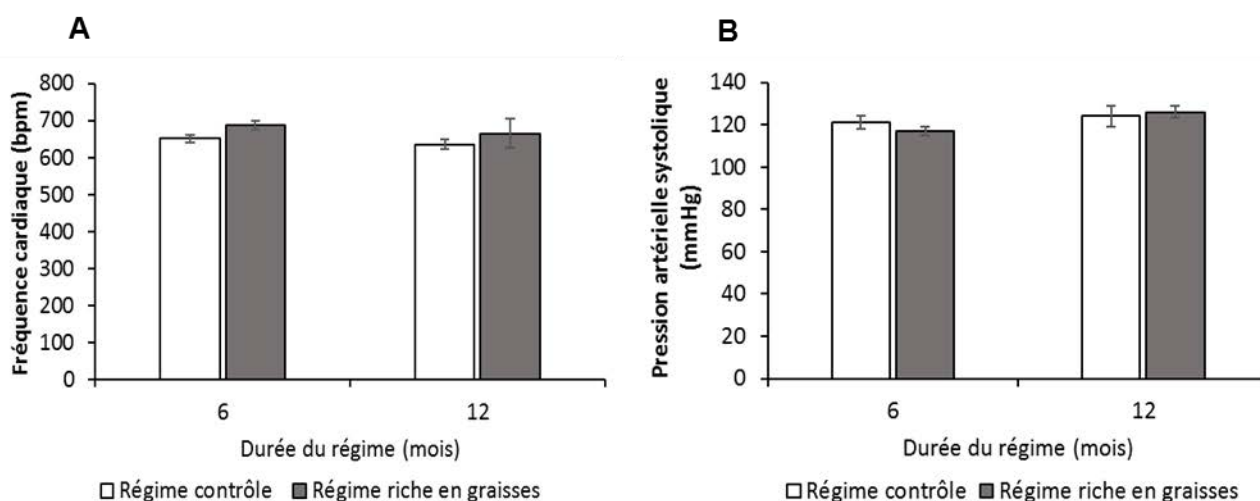 A
Fréquence cardiaque (bpm)
800
700
600
500
400
300
200
100
0
6
12
Durée du régime (mois)
Régime contrôle
Régime riche en graisses
B
Pression artérielle systolique
(mmHg)
140
120
100
80
60
40
20
0
6
12
Durée du régime (mois)
Régime contrôle
Régime riche en graisses